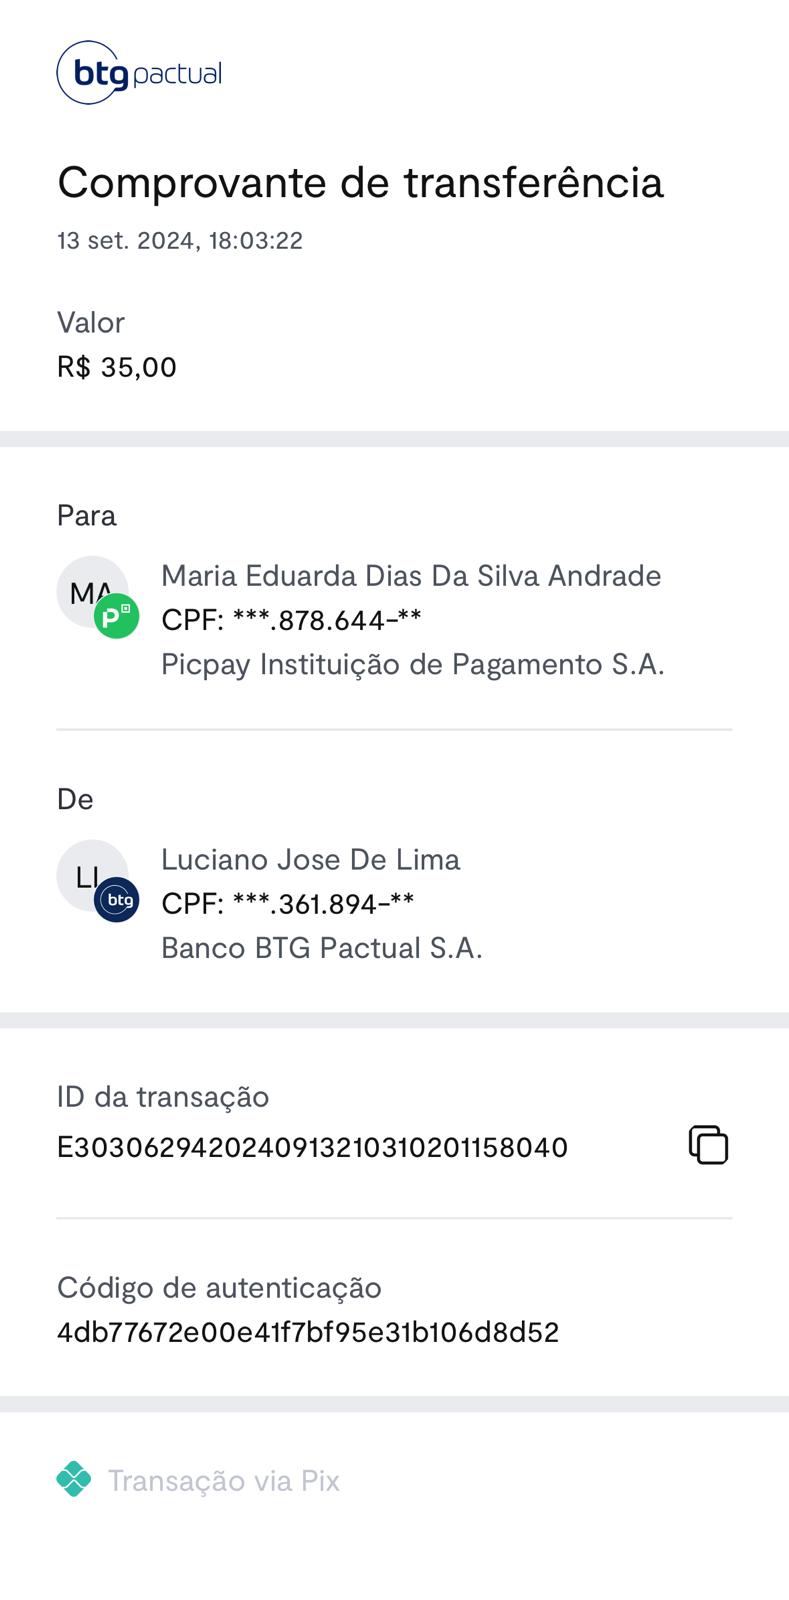 btg pactual
Comprovante de transferência
13 set. 2024, 18:03:22
Valor
R$ 35,00
Para
MA
Maria Eduarda Dias Da Silva Andrade
CPF: ***.878.644-**
Picpay Instituição de Pagamento S.A.
De
LI
btg
Luciano Jose De Lima
CPF: ***.361.894-**
Banco BTG Pactual S.A.
ID da transação
E3030629420240913210310201158040
Código de autenticação
4db77672e00e41f7bf95e31b106d8d52
Transação via Pix